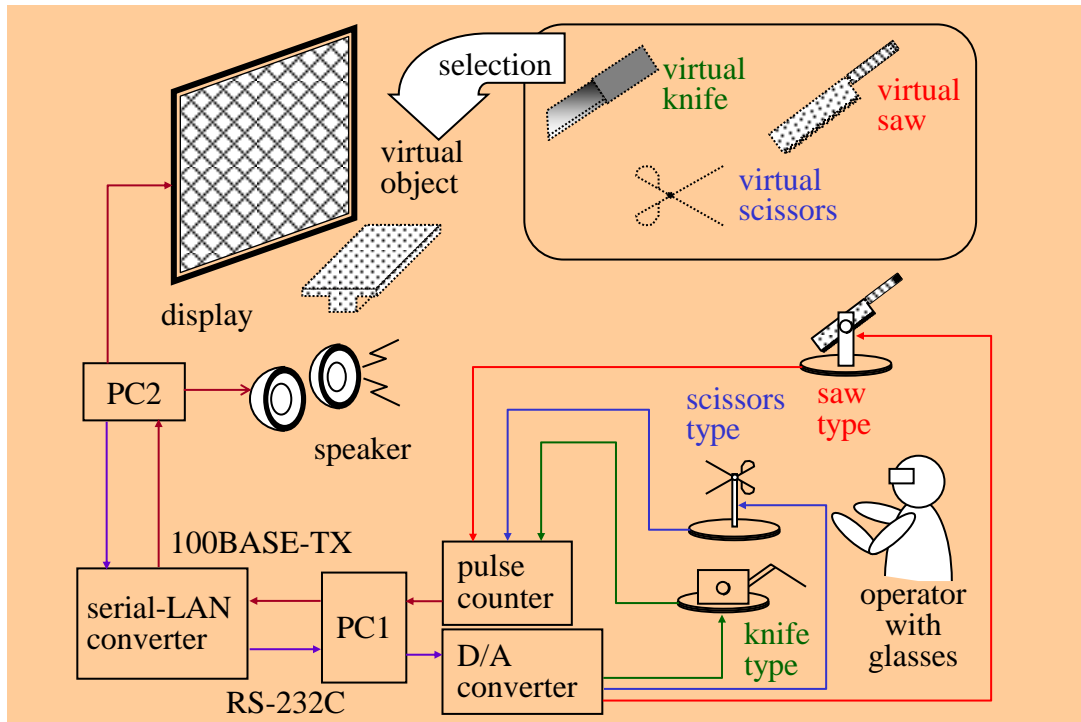 selection
virtual
knife
virtual
saw
virtual
object
virtual
scissors
display
PC2
speaker
scissors
type
saw
type
100BASE-TX
serial-LAN
converter
PC1
pulse
counter
D/A
converter
knife
type
operator
with
glasses
RS-232C